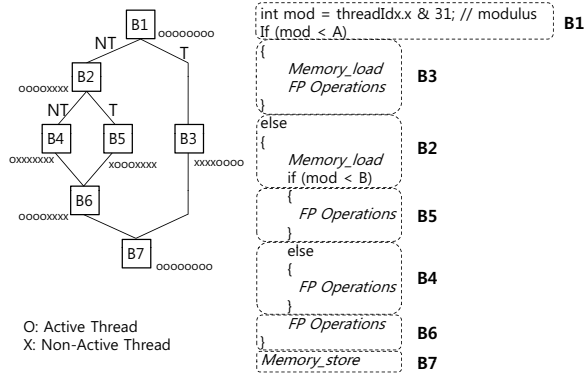 B1
oooooooo
NT
T
B2
ooooxxxx
NT
T
B4
B5
B3
oxxxxxxx
xoooxxxx
xxxxoooo
B6
ooooxxxx
B7
oooooooo
O: Active Thread
X: Non-Active Thread
int mod = threadIdx.x & 31; // modulus
If (mod < A)
B1
{
Memory_load
FP Operations
}
B3
else
{
Memory_load
if (mod < B)
B2
{
FP Operations
}
B5
else
{
FP Operations
}
B4
FP Operations
}
B6
Memory_store
B7